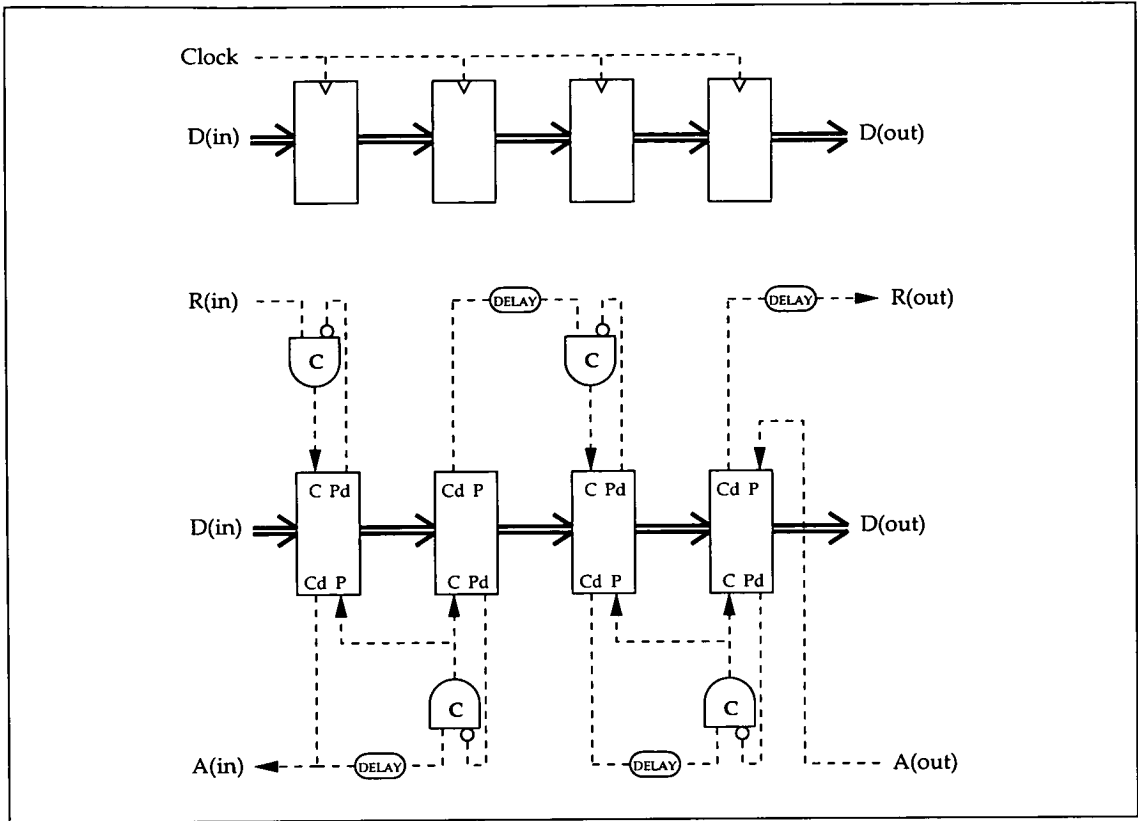 Clock
D(in) D(out)
R(in) DELAY DELAY R(out)
C C
C Pd Cd P C Pd Cd P
D(in) D(out)
Cd P C Pd Cd P C Pd
C C
A(in) DELAY DELAY A(out)